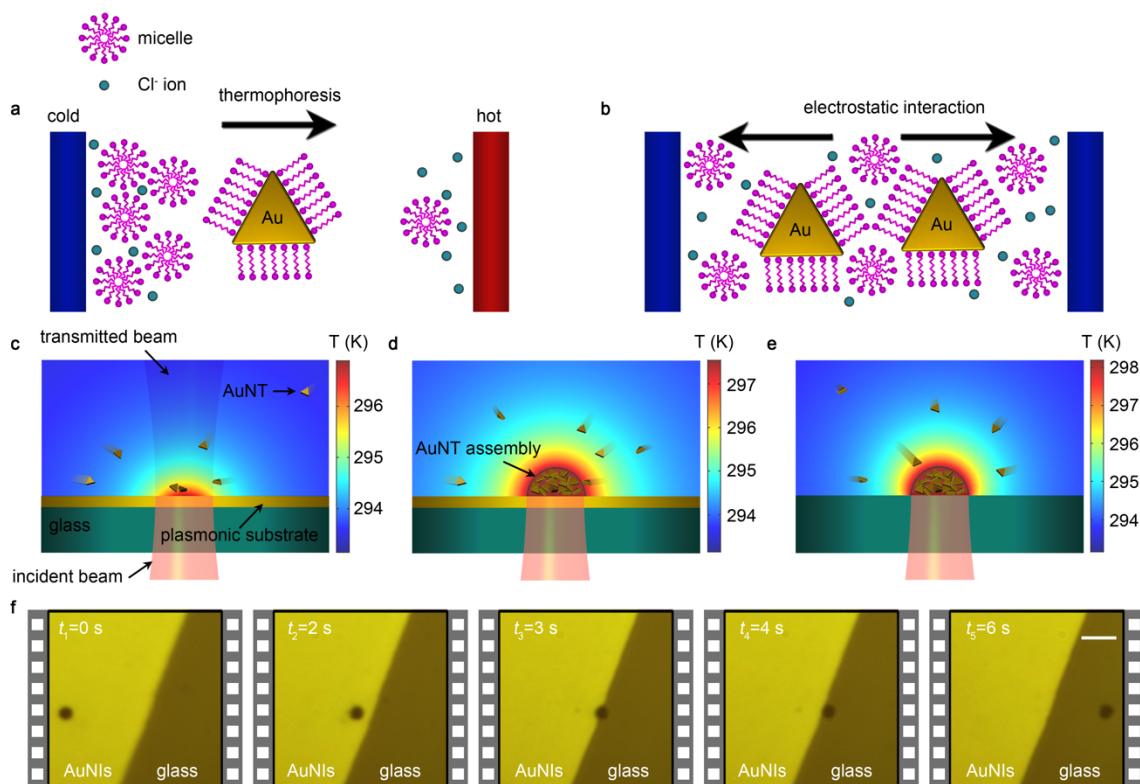 micelle
Cl⁻ ion
a
thermophoresis
cold
hot
Au
b
electrostatic interaction
Au
Au
c
transmitted beam
T (K)
AuNT
296
295
294
glass
plasmonic substrate
incident beam
d
T (K)
AuNT assembly
297
296
295
294
e
T (K)
298
297
296
295
294
f
t₁=0 s
AuNIs
glass
t₂=2 s
AuNIs
glass
t₃=3 s
AuNIs
glass
t₄=4 s
AuNIs
glass
t₅=6 s
AuNIs
glass